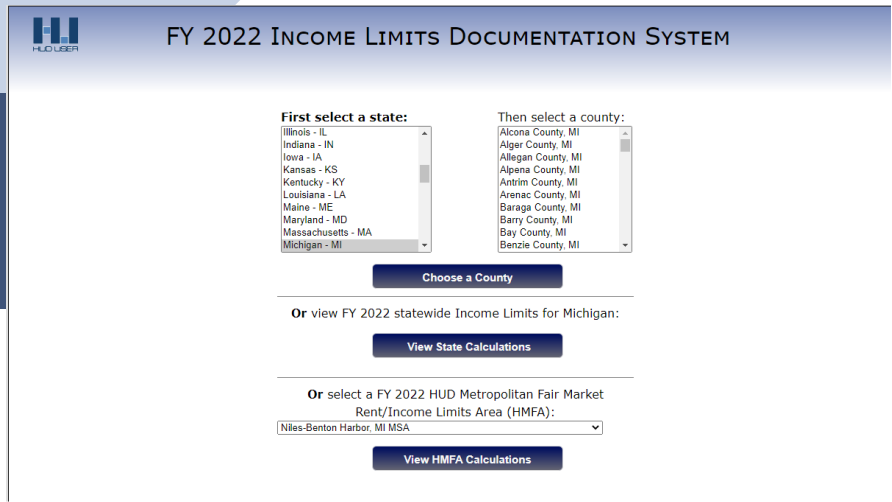 HUD USER
FY 2022 INCOME LIMITS DOCUMENTATION SYSTEM
First select a state:
Illinois - IL
Indiana - IN
Iowa - IA
Kansas - KS
Kentucky - KY
Louisiana - LA
Maine - ME
Maryland - MD
Massachusetts - MA
Michigan - MI
Then select a county:
Alcona County, MI
Alger County, MI
Allegan County, MI
Alpena County, MI
Antrim County, MI
Arenac County, MI
Baraga County, MI
Barry County, MI
Bay County, MI
Benzie County, MI
Choose a County
Or view FY 2022 statewide Income Limits for Michigan:
View State Calculations
Or select a FY 2022 HUD Metropolitan Fair Market
Rent/Income Limits Area (HMFA):
Niles-Benton Harbor, MI MSA
View HMFA Calculations